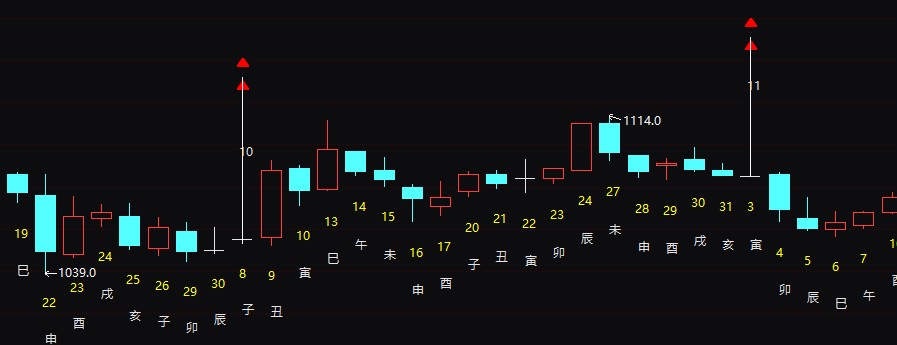 11
1114.0
10
19
22
23
24
25
26
29
30
8
9
10
13
14
15
16
17
20
21
22
23
24
27
28
29
30
31
3
4
5
6
7
1039.0
巳
申
酉
戌
亥
子
卯
辰
子
丑
寅
巳
午
未
申
酉
子
丑
寅
卯
辰
未
申
酉
戌
亥
寅
卯
辰
巳
午